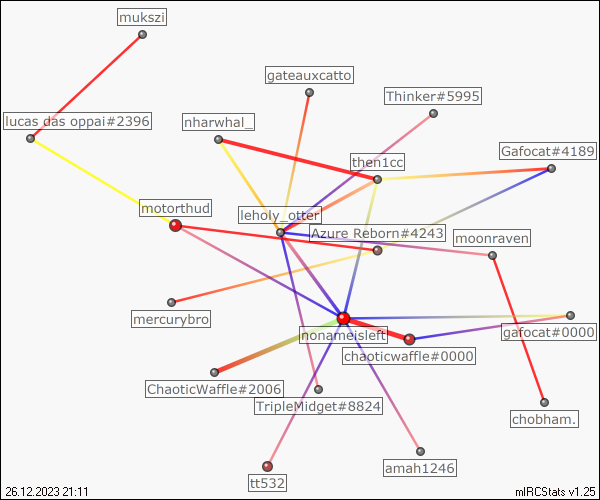 mukszi
gateauxcatto
Thinker#5995
lucas das oppai#2396
nharwhal_
then1cc
Gafocat#4189
motorthud
leholy_otter
Azure Reborn#4243
moonraven
mercurybro
nonameisleft
gafocat#0000
chaoticwaffle#0000
ChaoticWaffle#2006
TripleMidget#8824
chobham.
tt532
amah1246
26.12.2023 21:11
mIRCStats v1.25